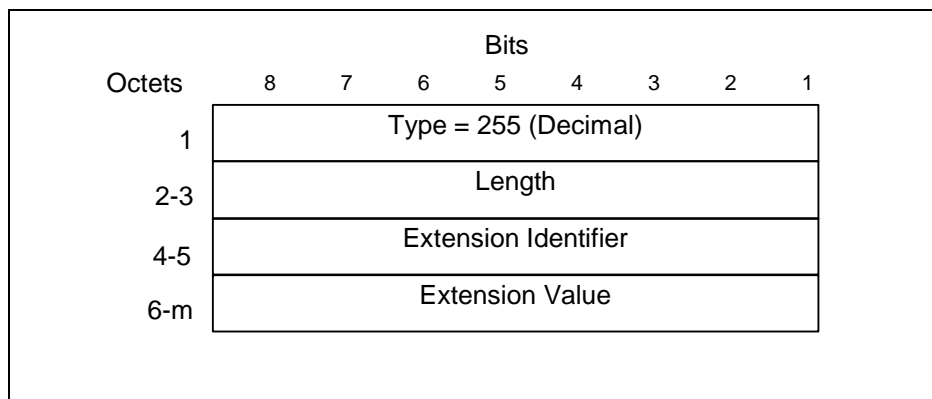 Bits
Octets 8 7 6 5 4 3 2 1
1 Type = 255 (Decimal)
2-3 Length
4-5 Extension Identifier
6-m Extension Value